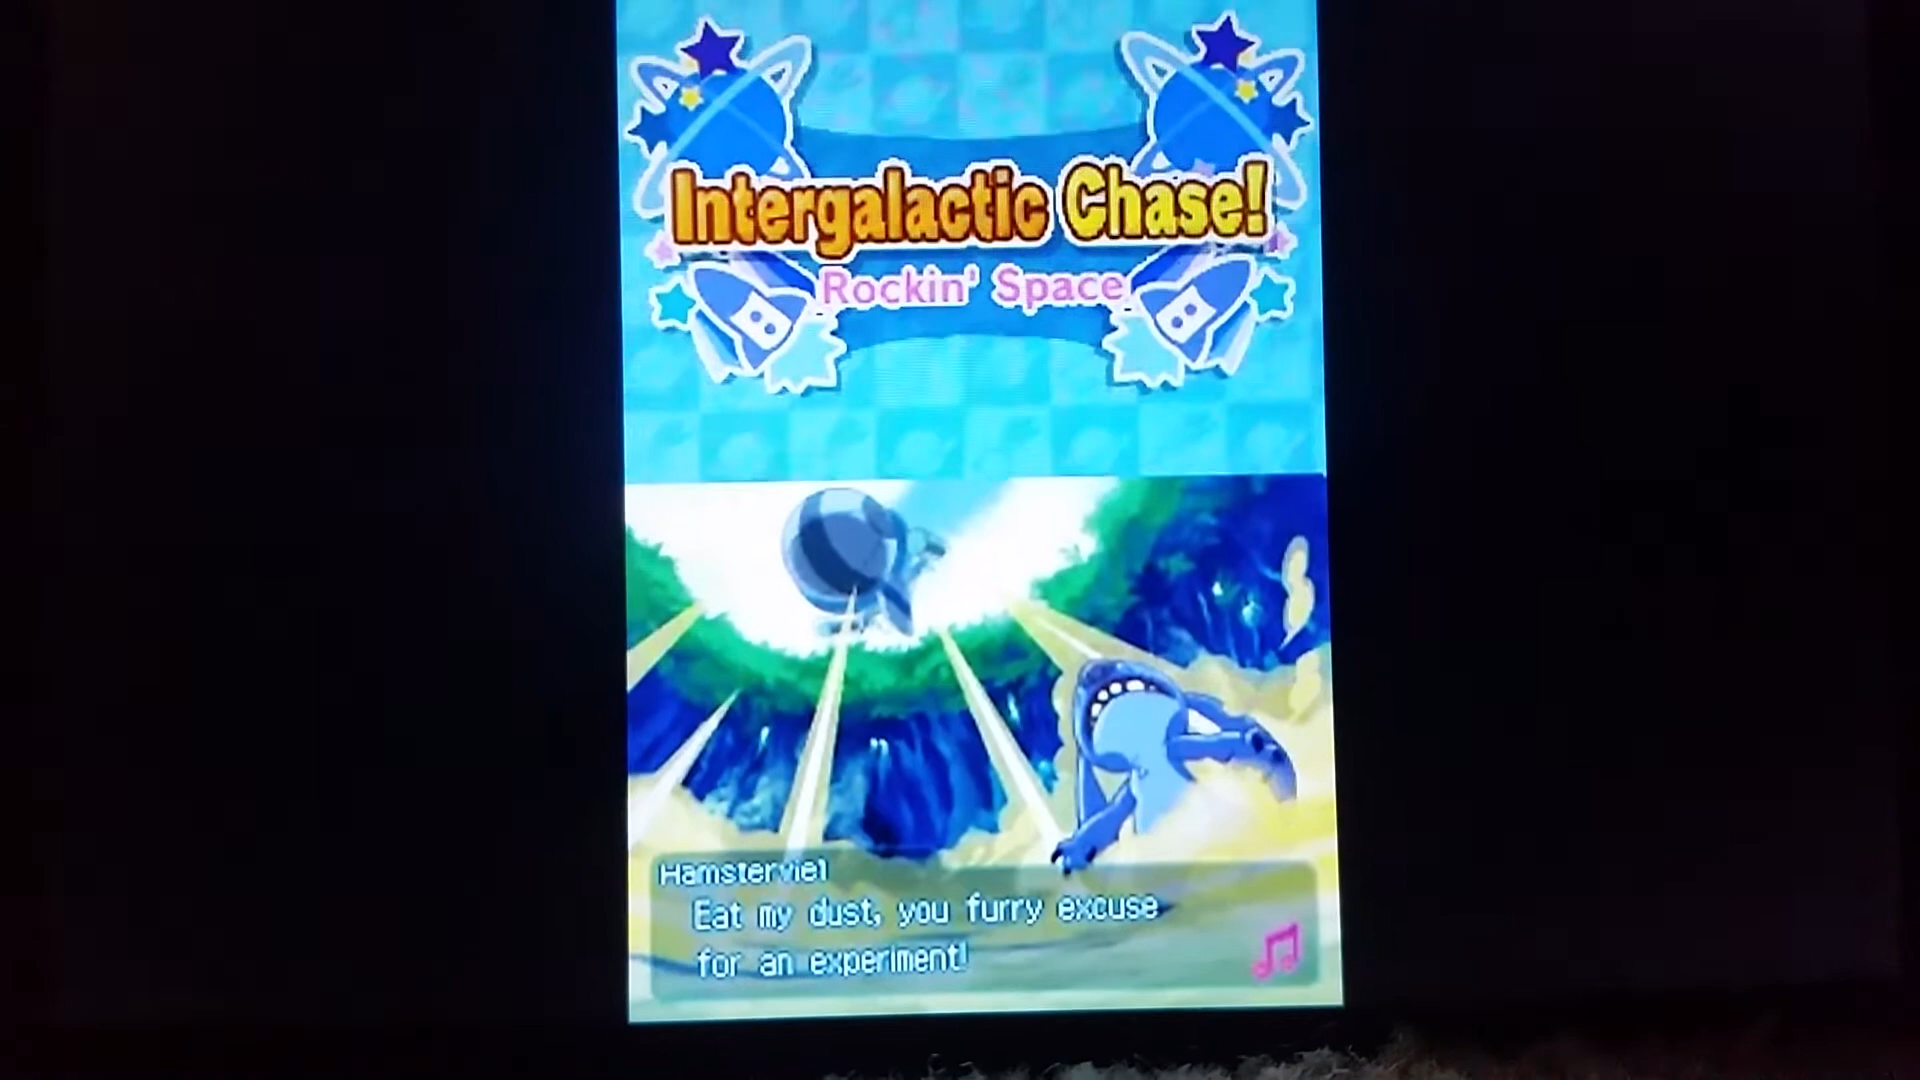 Intergalactic Chase!
Rockin' Space
Hamsterviel
Eat my dust, you furry excuse
for an experiment!